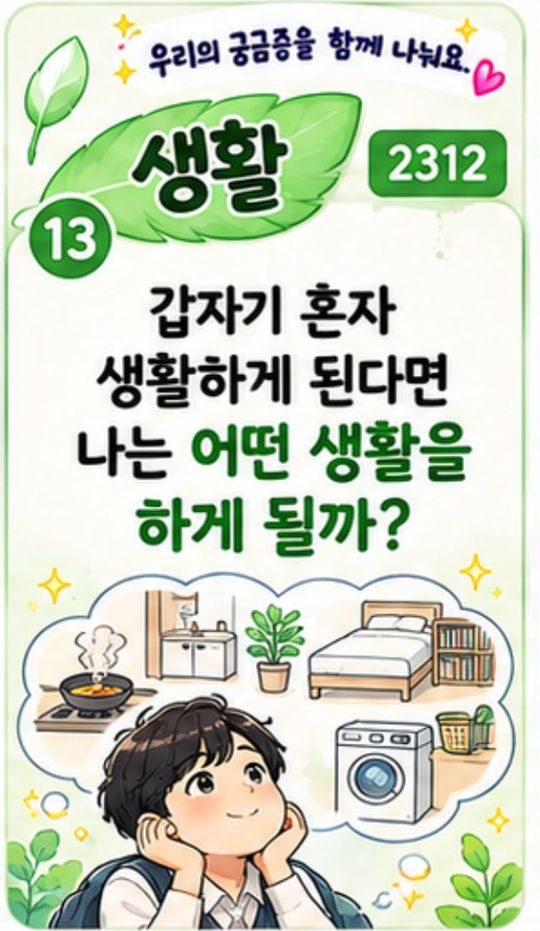 우리의 궁금증을 함께 나눠요.
생활
2312
13
갑자기 혼자
생활하게 된다면
나는 어떤 생활을
하게 될까?